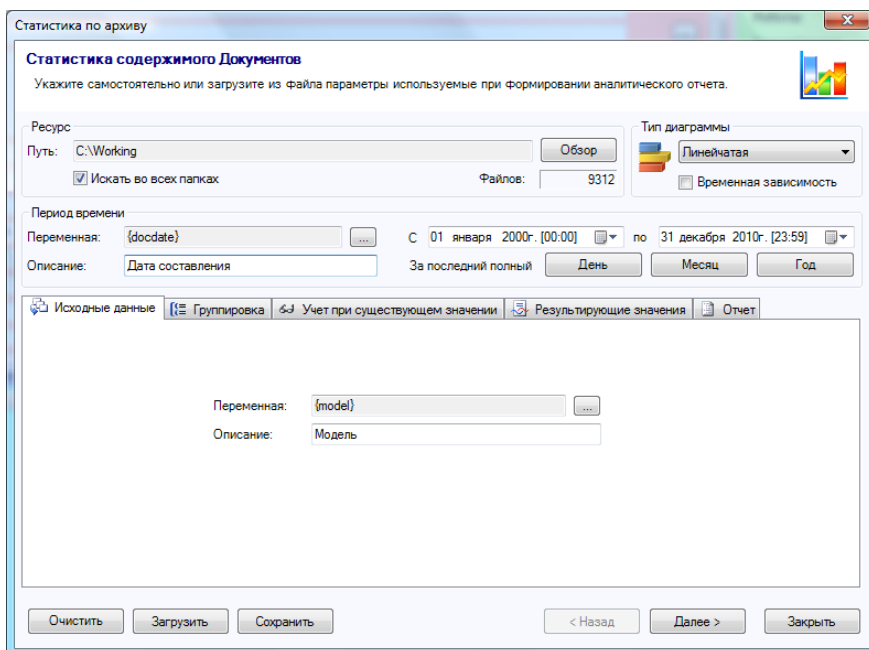 Статистика по архиву
Статистика содержимого Документов
Укажите самостоятельно или загрузите из файла параметры используемые при формировании аналитического отчета.
Ресурс
Тип диаграммы
Путь: C:\Working Обзор
Линейчатая
Искать во всех папках Файлов: 9312
Временная зависимость
Период времени
Переменная: {docdate} ... С 01 января 2000г. [00:00] по 31 декабря 2010г. [23:59]
Описание: Дата составления За последний полный День Месяц Год
Исходные данные Группировка Учет при существующем значении Результирующие значения Отчет
Переменная: {model} ...
Описание: Модель
Очистить Загрузить Сохранить < Назад Далее > Закрыть